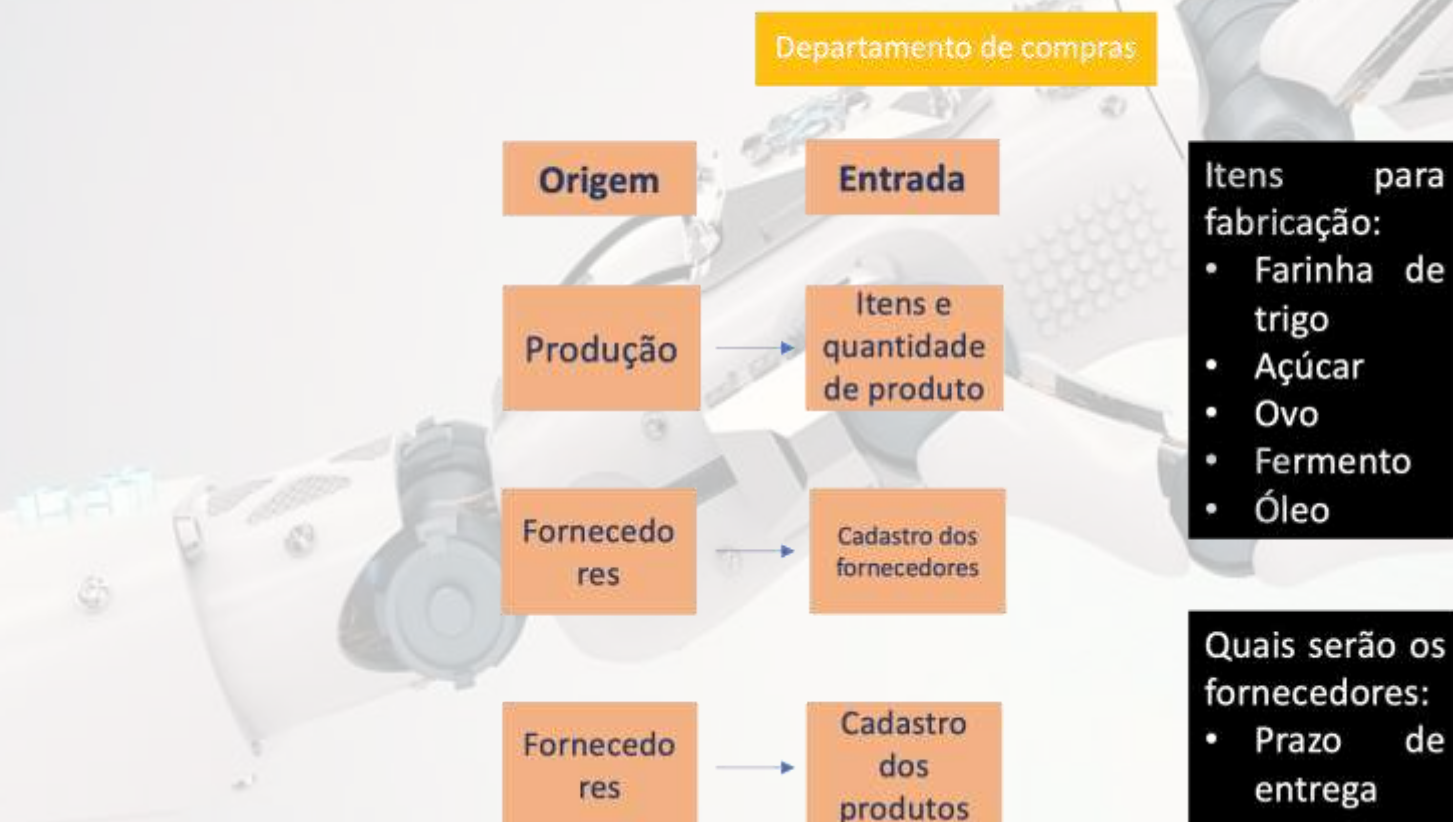 Departamento de compras
Origem
Entrada
Produção
Itens e
quantidade
de produto
Fornecedo
res
Cadastro dos
fornecedores
Fornecedo
res
Cadastro
dos
produtos
Itens para
fabricação:
• Farinha de
trigo
• Açúcar
• Ovo
• Fermento
• Óleo
Quais serão os
fornecedores:
• Prazo de
entrega